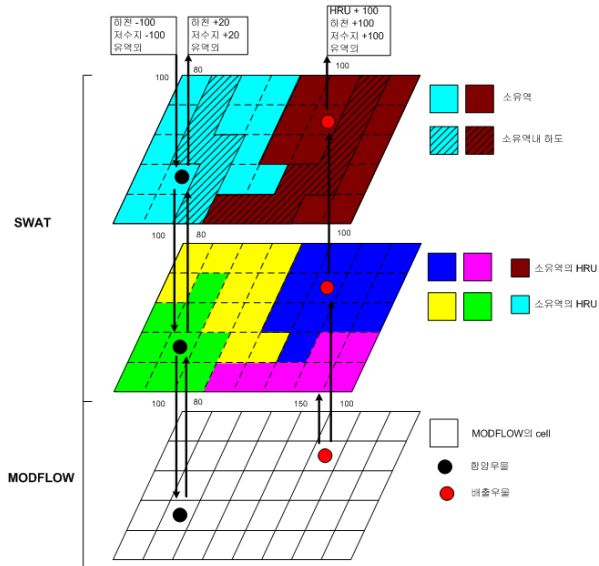 하천 -100
저수지 -100
유역외
하천 +20
저수지 +20
유역외
HRU + 100
하천 +100
저수지 +100
유역외
100
80
100
소유역
소유역내 하도
SWAT
100
80
100
소유역의 HRU
소유역의 HRU
100
80
150
100
MODFLOW
MODFLOW의 cell
함양우물
배출우물